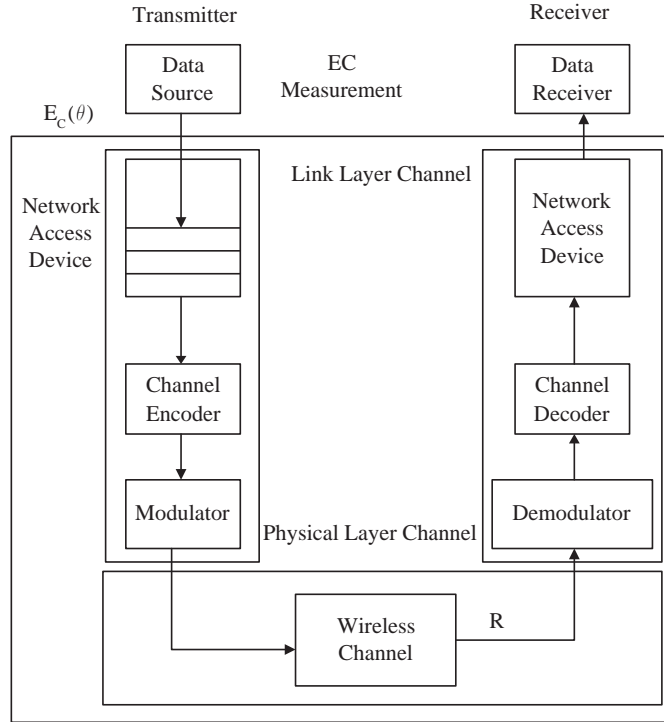 Transmitter
Receiver
Data
Source
EC
Measurement
Data
Receiver
E_C(θ)
Network
Access
Device
Link Layer Channel
Network
Access
Device
Channel
Encoder
Channel
Decoder
Modulator
Physical Layer Channel
Demodulator
Wireless
Channel
R